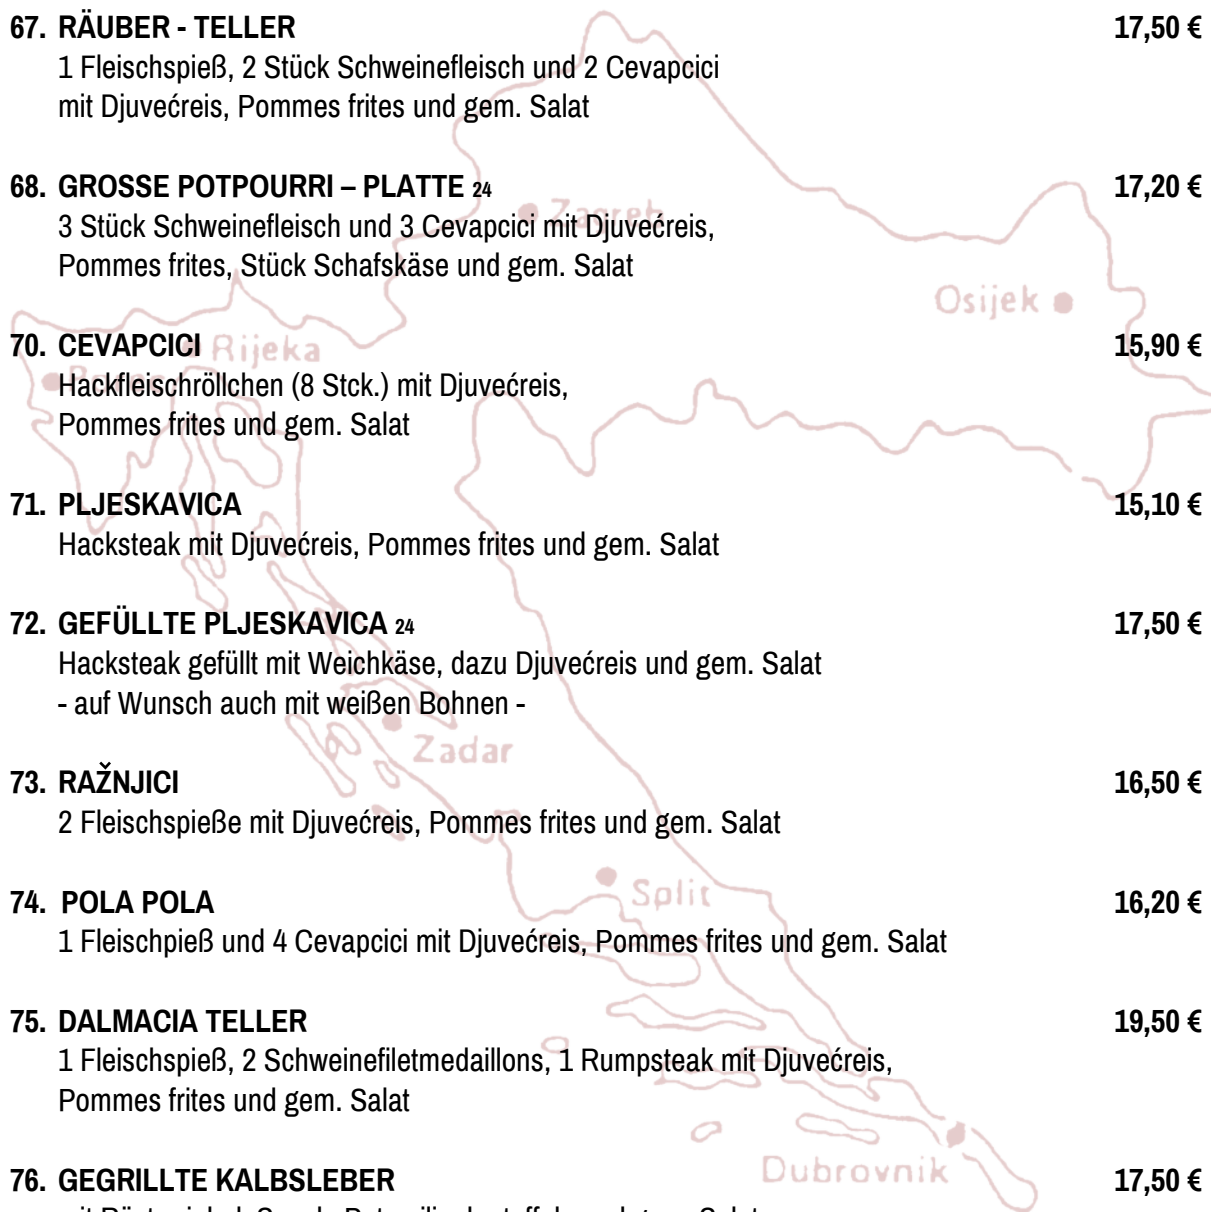 67. RÄUBER - TELLER 17,50 €
1 Fleischspieß, 2 Stück Schweinefleisch und 2 Cevapcici
mit Djuvećreis, Pommes frites und gem. Salat
68. GROSSE POTPOURRI – PLATTE 24 17,20 €
Zagreb
3 Stück Schweinefleisch und 3 Cevapcici mit Djuvećreis,
Pommes frites, Stück Schafskäse und gem. Salat
Osijek
70. CEVAPCICI 15,90 €
Rijeka
Hackfleischröllchen (8 Stck.) mit Djuvećreis,
Pommes frites und gem. Salat
71. PLJESKAVICA 15,10 €
Hacksteak mit Djuvećreis, Pommes frites und gem. Salat
72. GEFÜLLTE PLJESKAVICA 24 17,50 €
Hacksteak gefüllt mit Weichkäse, dazu Djuvećreis und gem. Salat
- auf Wunsch auch mit weißen Bohnen -
Zadar
73. RAŽNJICI 16,50 €
2 Fleischspieße mit Djuvećreis, Pommes frites und gem. Salat
Split
74. POLA POLA 16,20 €
1 Fleischpieß und 4 Cevapcici mit Djuvećreis, Pommes frites und gem. Salat
75. DALMACIA TELLER 19,50 €
1 Fleischspieß, 2 Schweinefiletmedaillons, 1 Rumpsteak mit Djuvećreis,
Pommes frites und gem. Salat
Dubrovnik
76. GEGRILLTE KALBSLEBER 17,50 €